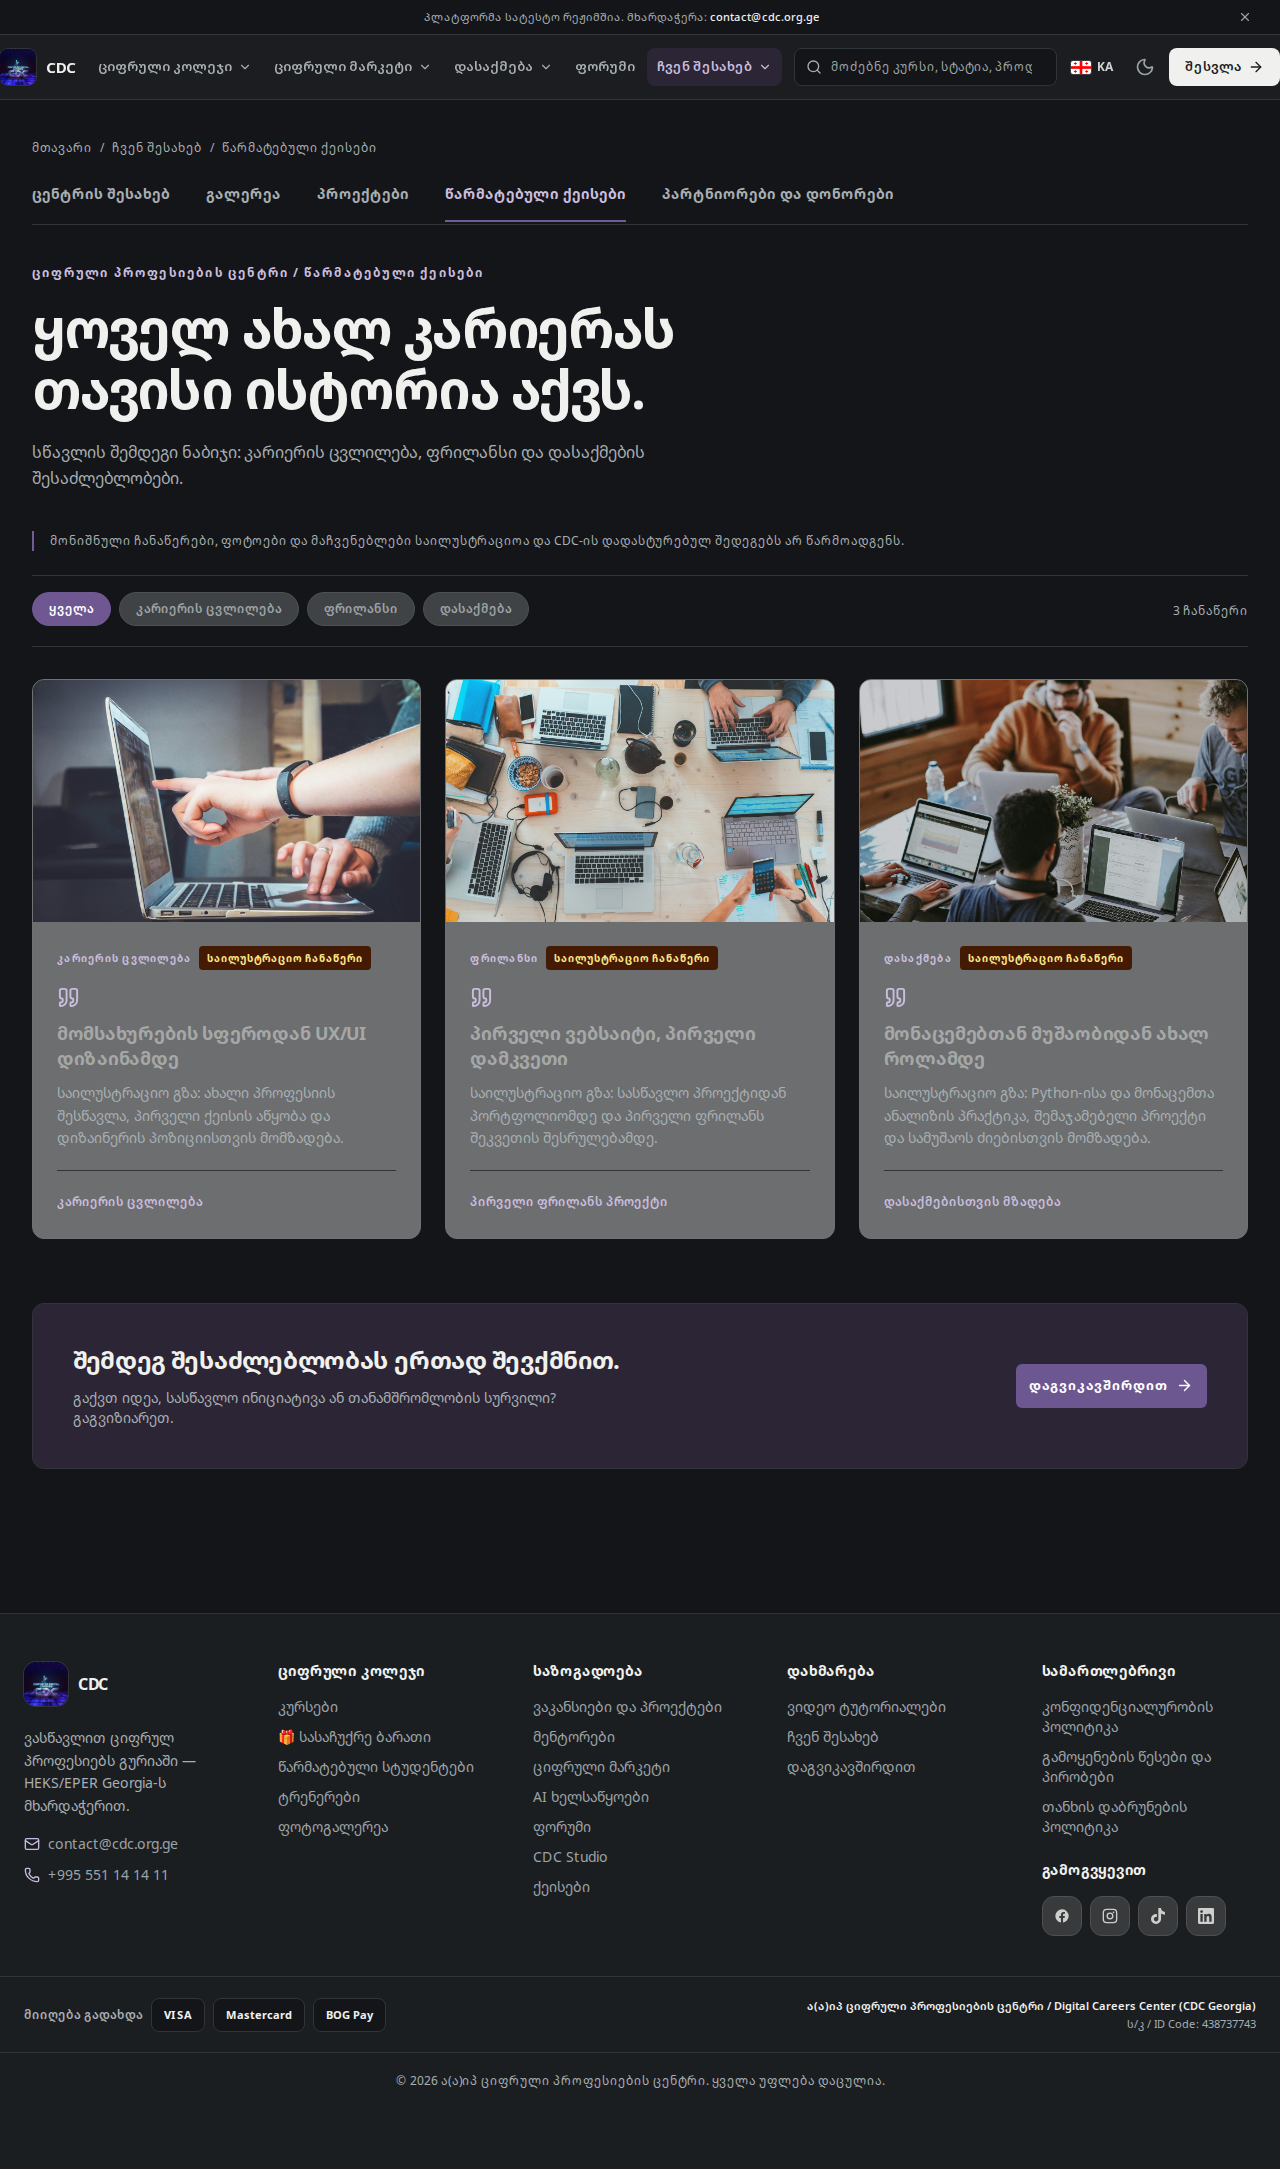 პლატფორმა სატესტო რეჟიმშია. მხარდაჭერა: contact@cdc.org.ge
CDC
ციფრული კოლეჯი
ციფრული მარკეტი
დასაქმება
ფორუმი
ჩვენ შესახებ
მოძებნე კურსი, სტატია, პროდ
KA
შესვლა
მთავარი / ჩვენ შესახებ / წარმატებული ქეისები
ცენტრის შესახებ
გალერეა
პროექტები
წარმატებული ქეისები
პარტნიორები და დონორები
ციფრული პროფესიების ცენტრი / წარმატებული ქეისები
ყოველ ახალ კარიერას
თავისი ისტორია აქვს.
სწავლის შემდეგი ნაბიჯი: კარიერის ცვლილება, ფრილანსი და დასაქმების
შესაძლებლობები.
მონიშნული ჩანაწერები, ფოტოები და მაჩვენებლები საილუსტრაციოა და CDC-ის დადასტურებულ შედეგებს არ წარმოადგენს.
ყველა
კარიერის ცვლილება
ფრილანსი
დასაქმება
3 ჩანაწერი
კარიერის ცვლილება
საილუსტრაციო ჩანაწერი
მომსახურების სფეროდან UX/UI
დიზაინამდე
საილუსტრაციო გზა: ახალი პროფესიის
შესწავლა, პირველი ქეისის აწყობა და
დიზაინერის პოზიციისთვის მომზადება.
კარიერის ცვლილება
ფრილანსი
საილუსტრაციო ჩანაწერი
პირველი ვებსაიტი, პირველი
დამკვეთი
საილუსტრაციო გზა: სასწავლო პროექტიდან
პორტფოლიომდე და პირველი ფრილანს
შეკვეთის შესრულებამდე.
პირველი ფრილანს პროექტი
დასაქმება
საილუსტრაციო ჩანაწერი
მონაცემებთან მუშაობიდან ახალ
როლამდე
საილუსტრაციო გზა: Python-ისა და მონაცემთა
ანალიზის პრაქტიკა, შემაჯამებელი პროექტი
და სამუშაოს ძიებისთვის მომზადება.
დასაქმებისთვის მზადება
შემდეგ შესაძლებლობას ერთად შევქმნით.
გაქვთ იდეა, სასწავლო ინიციატივა ან თანამშრომლობის სურვილი?
გაგვიზიარეთ.
დაგვიკავშირდით
CDC
ვასწავლით ციფრულ
პროფესიებს გურიაში —
HEKS/EPER Georgia-ს
მხარდაჭერით.
contact@cdc.org.ge
+995 551 14 14 11
ციფრული კოლეჯი
კურსები
🎁 სასაჩუქრე ბარათი
წარმატებული სტუდენტები
ტრენერები
ფოტოგალერეა
საზოგადოება
ვაკანსიები და პროექტები
მენტორები
ციფრული მარკეტი
AI ხელსაწყოები
ფორუმი
CDC Studio
ქეისები
დახმარება
ვიდეო ტუტორიალები
ჩვენ შესახებ
დაგვიკავშირდით
სამართლებრივი
კონფიდენციალურობის
პოლიტიკა
გამოყენების წესები და
პირობები
თანხის დაბრუნების
პოლიტიკა
გამოგვყევით
მიიღება გადახდა
VISA
Mastercard
BOG Pay
ა(ა)იპ ციფრული პროფესიების ცენტრი / Digital Careers Center (CDC Georgia)
ს/კ / ID Code: 438737743
© 2026 ა(ა)იპ ციფრული პროფესიების ცენტრი. ყველა უფლება დაცულია.